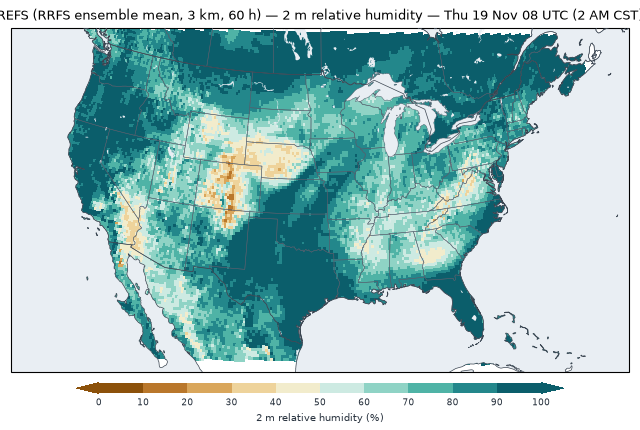 REFS (RRFS ensemble mean, 3 km, 60 h) — 2 m relative humidity — Thu 19 Nov 08 UTC (2 AM CST)
0 10 20 30 40 50 60 70 80 90 100
2 m relative humidity (%)